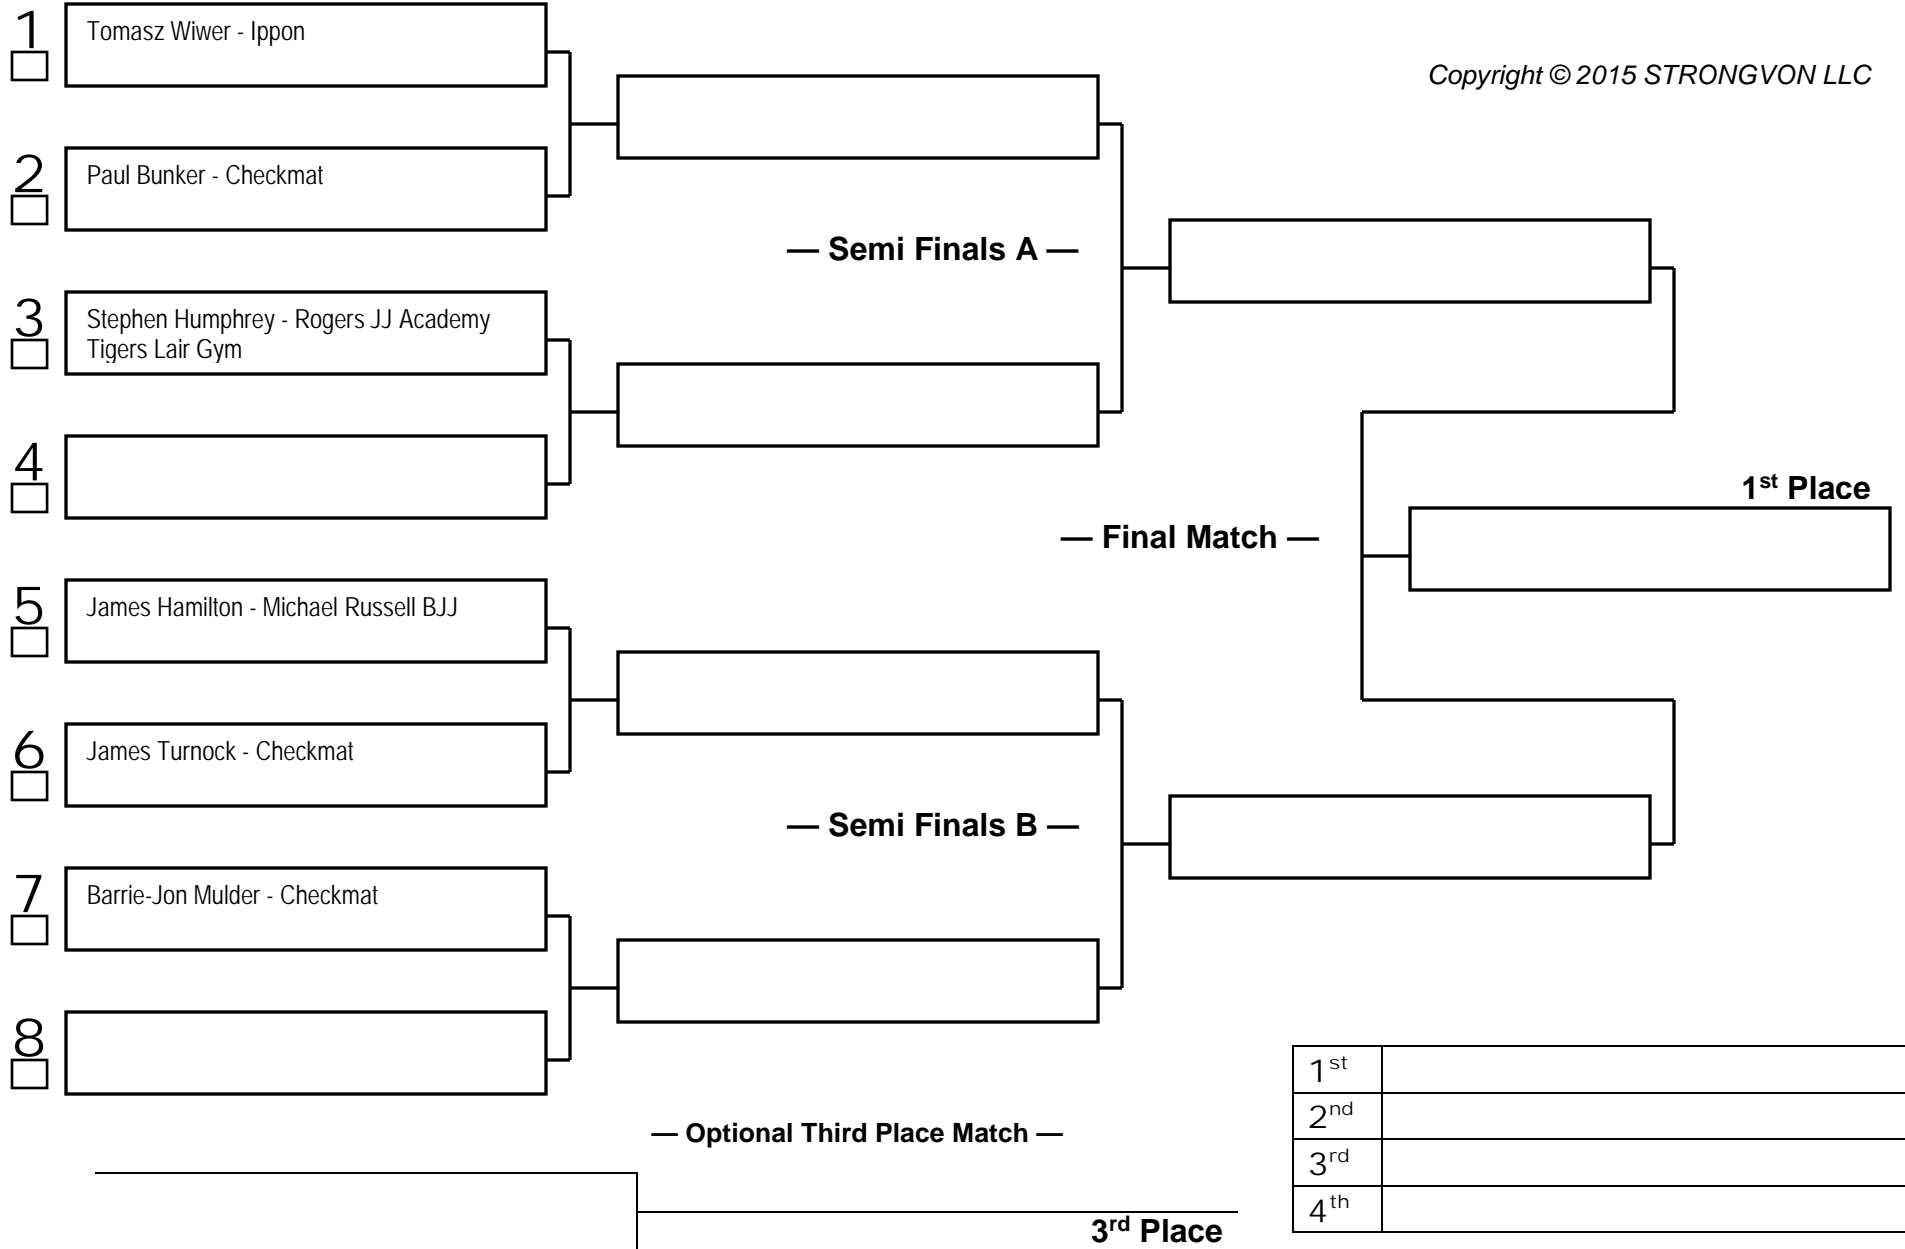 1
Tomasz Wiwer - Ippon
Copyright © 2015 STRONGVON LLC
2
Paul Bunker - Checkmat
— Semi Finals A —
3
Stephen Humphrey - Rogers JJ Academy
Tigers Lair Gym
4
1st Place
— Final Match —
5
James Hamilton - Michael Russell BJJ
6
James Turnock - Checkmat
— Semi Finals B —
7
Barrie-Jon Mulder - Checkmat
8
— Optional Third Place Match —
3rd Place
1st
2nd
3rd
4th